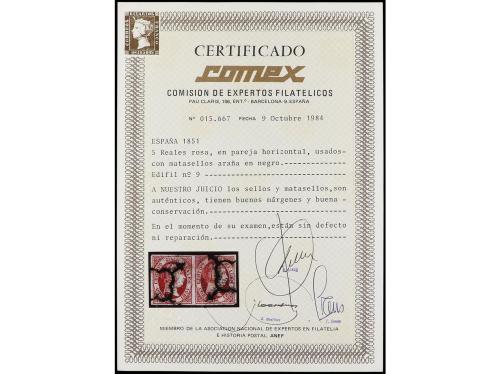 CERTIFICADO
comex
COMISION DE EXPERTOS FILATELICOS
PAU CLARIS, 106, ENT.º - BARCELONA-9-ESPAÑA
Nº 015.667 FECHA 9 Octubre 1984
ESPAÑA 1851
5 Reales rosa, en pareja horizontal, usados-
con matasellos araña en negro.
Edifil nº 9
A NUESTRO JUICIO los sellos y matasellos, son
auténticos, tienen buenos márgenes y buena -
conservación.
En el momento de su examen, están sin defecto
ni reparación.
MIEMBRO DE LA ASOCIACION NACIONAL DE EXPERTOS EN FILATELIA
E HISTORIA POSTAL, ANEF